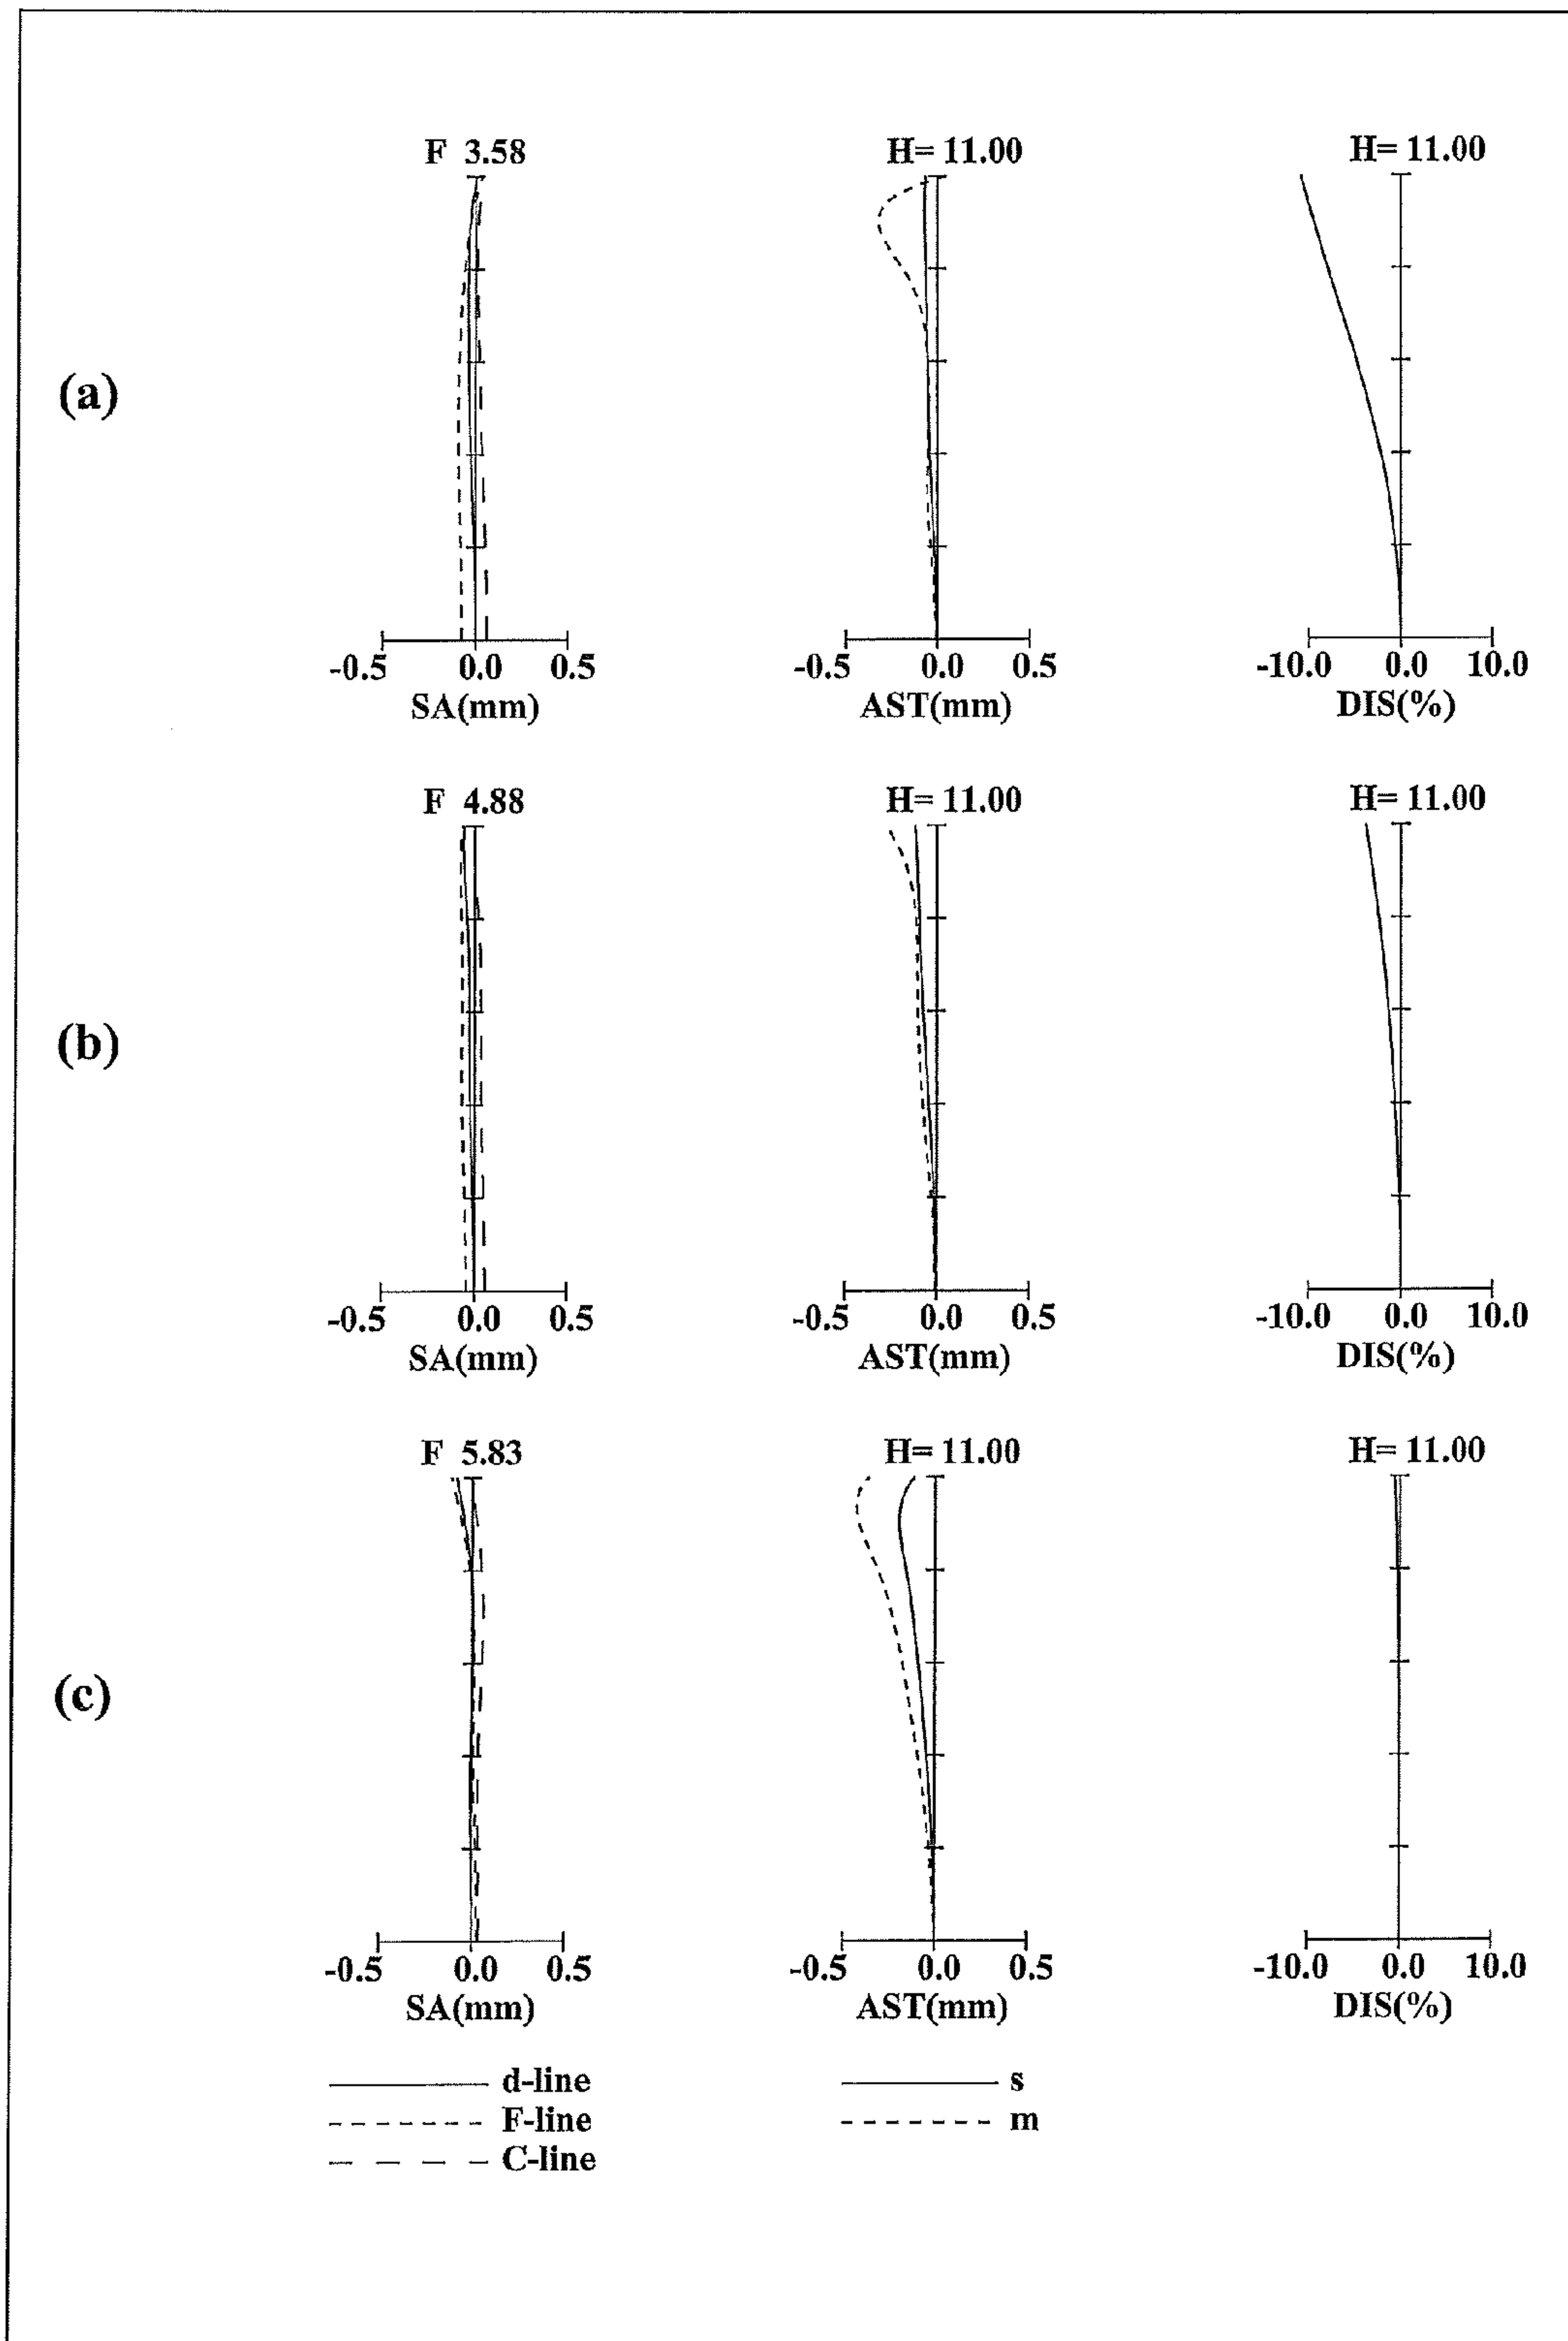 F 3.58 H= 11.00 H= 11.00
(a)
-0.5 0.0 0.5 -0.5 0.0 0.5 -10.0 0.0 10.0
SA(mm) AST(mm) DIS(%)
F 4.88 H= 11.00 H= 11.00
(b)
-0.5 0.0 0.5 -0.5 0.0 0.5 -10.0 0.0 10.0
SA(mm) AST(mm) DIS(%)
F 5.83 H= 11.00 H= 11.00
(c)
-0.5 0.0 0.5 -0.5 0.0 0.5 -10.0 0.0 10.0
SA(mm) AST(mm) DIS(%)
d-line s
F-line m
C-line